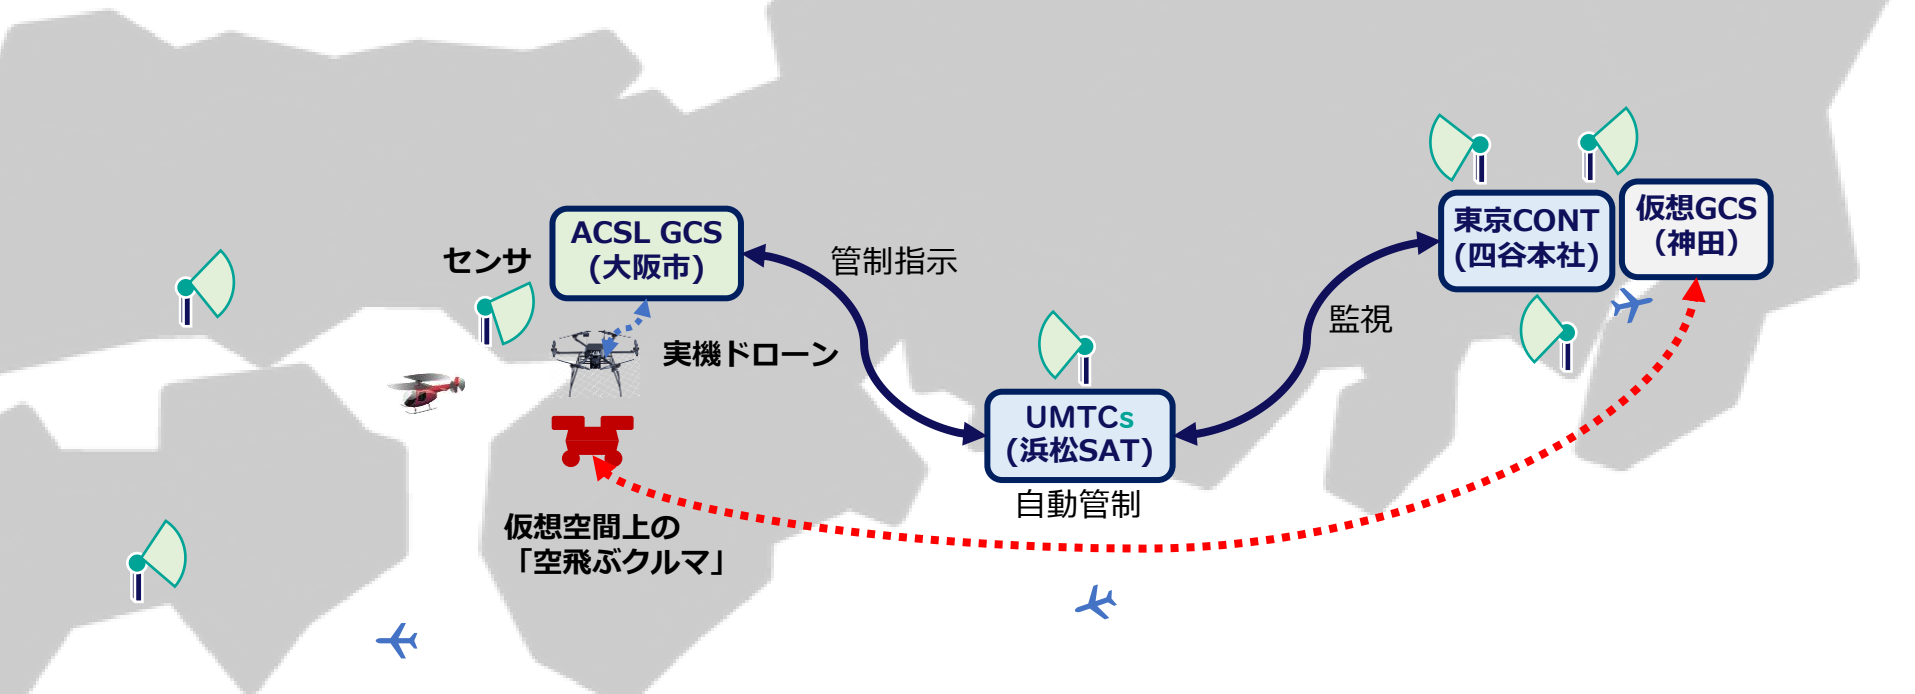 東京CONT
(四谷本社)
仮想GCS
（神田）
ACSL GCS
(大阪市)
センサ
管制指示
監視
実機ドローン
UMTCs
(浜松SAT)
自動管制
仮想空間上の
「空飛ぶクルマ」